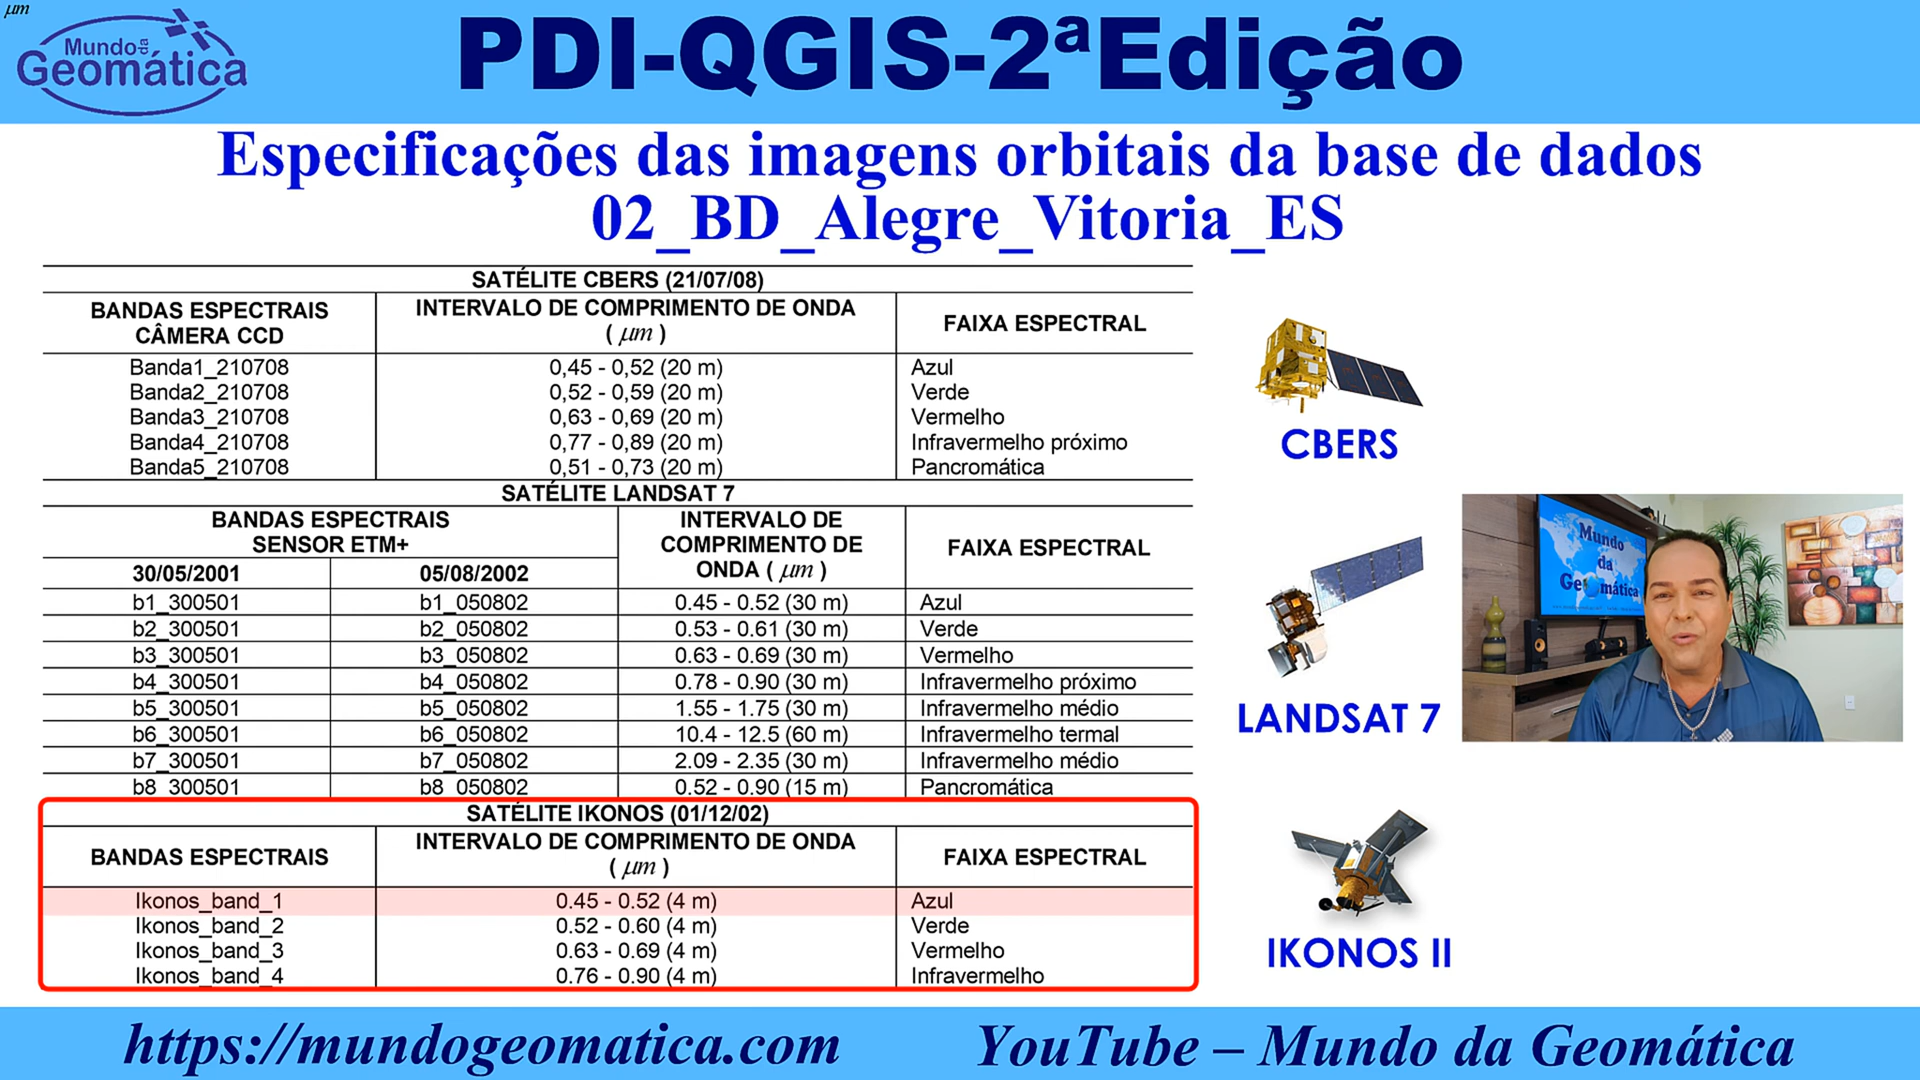 μm
Mundo da
Geomática
PDI-QGIS-2ªEdição
Especificações das imagens orbitais da base de dados
02_BD_Alegre_Vitoria_ES
SATÉLITE CBERS (21/07/08)
BANDAS ESPECTRAIS CÂMERA CCD INTERVALO DE COMPRIMENTO DE ONDA ( μm ) FAIXA ESPECTRAL
Banda1_210708 0,45 - 0,52 (20 m) Azul
Banda2_210708 0,52 - 0,59 (20 m) Verde
Banda3_210708 0,63 - 0,69 (20 m) Vermelho
Banda4_210708 0,77 - 0,89 (20 m) Infravermelho próximo
Banda5_210708 0,51 - 0,73 (20 m) Pancromática
SATÉLITE LANDSAT 7
BANDAS ESPECTRAIS SENSOR ETM+ INTERVALO DE COMPRIMENTO DE ONDA ( μm ) FAIXA ESPECTRAL
30/05/2001 05/08/2002
b1_300501 b1_050802 0.45 - 0.52 (30 m) Azul
b2_300501 b2_050802 0.53 - 0.61 (30 m) Verde
b3_300501 b3_050802 0.63 - 0.69 (30 m) Vermelho
b4_300501 b4_050802 0.78 - 0.90 (30 m) Infravermelho próximo
b5_300501 b5_050802 1.55 - 1.75 (30 m) Infravermelho médio
b6_300501 b6_050802 10.4 - 12.5 (60 m) Infravermelho termal
b7_300501 b7_050802 2.09 - 2.35 (30 m) Infravermelho médio
b8_300501 b8_050802 0.52 - 0.90 (15 m) Pancromática
SATÉLITE IKONOS (01/12/02)
BANDAS ESPECTRAIS INTERVALO DE COMPRIMENTO DE ONDA ( μm ) FAIXA ESPECTRAL
Ikonos_band_1 0.45 - 0.52 (4 m) Azul
Ikonos_band_2 0.52 - 0.60 (4 m) Verde
Ikonos_band_3 0.63 - 0.69 (4 m) Vermelho
Ikonos_band_4 0.76 - 0.90 (4 m) Infravermelho
CBERS
LANDSAT 7
IKONOS II
Mundo
da
Geomática
https://mundogeomatica.com
YouTube – Mundo da Geomática